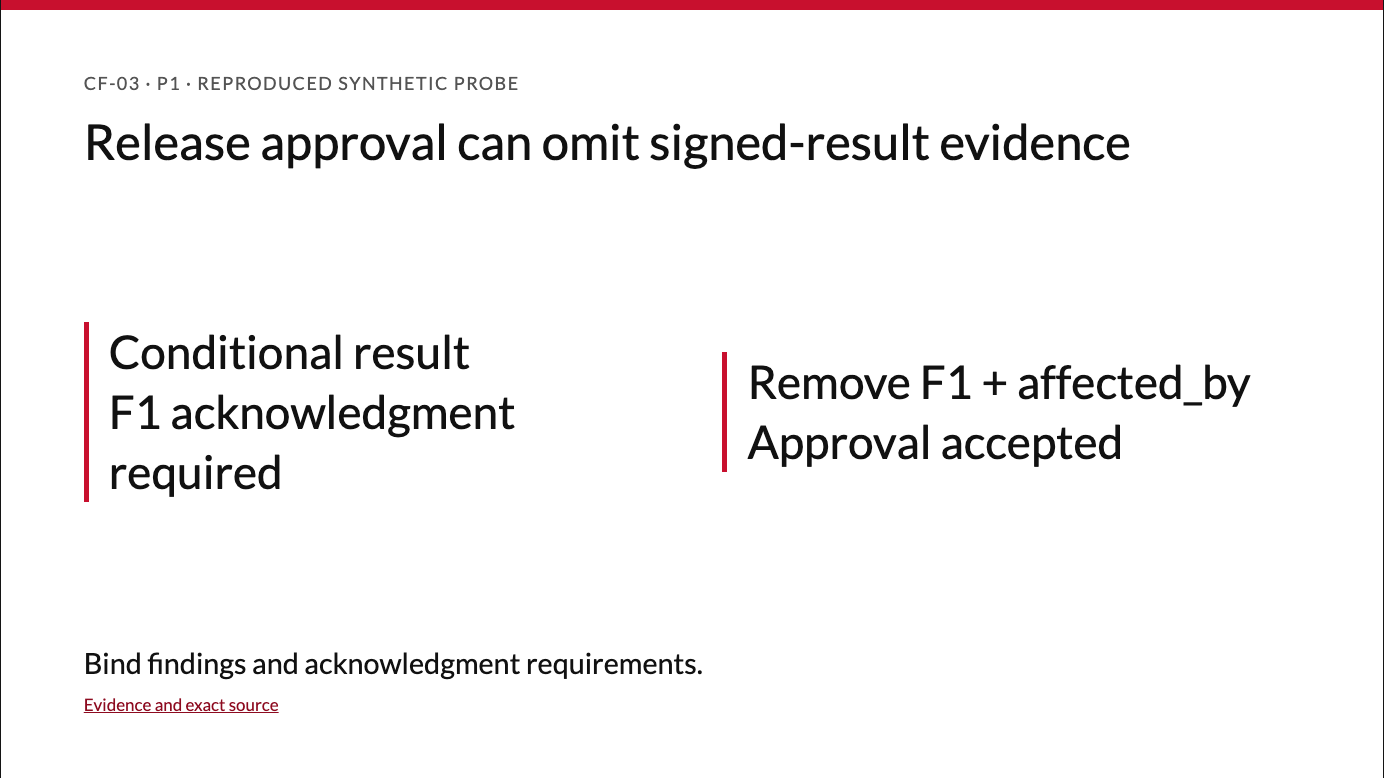 CF-03 · P1 · REPRODUCED SYNTHETIC PROBE
Release approval can omit signed-result evidence
Conditional result
F1 acknowledgment
required
Remove F1 + affected_by
Approval accepted
Bind findings and acknowledgment requirements.
Evidence and exact source